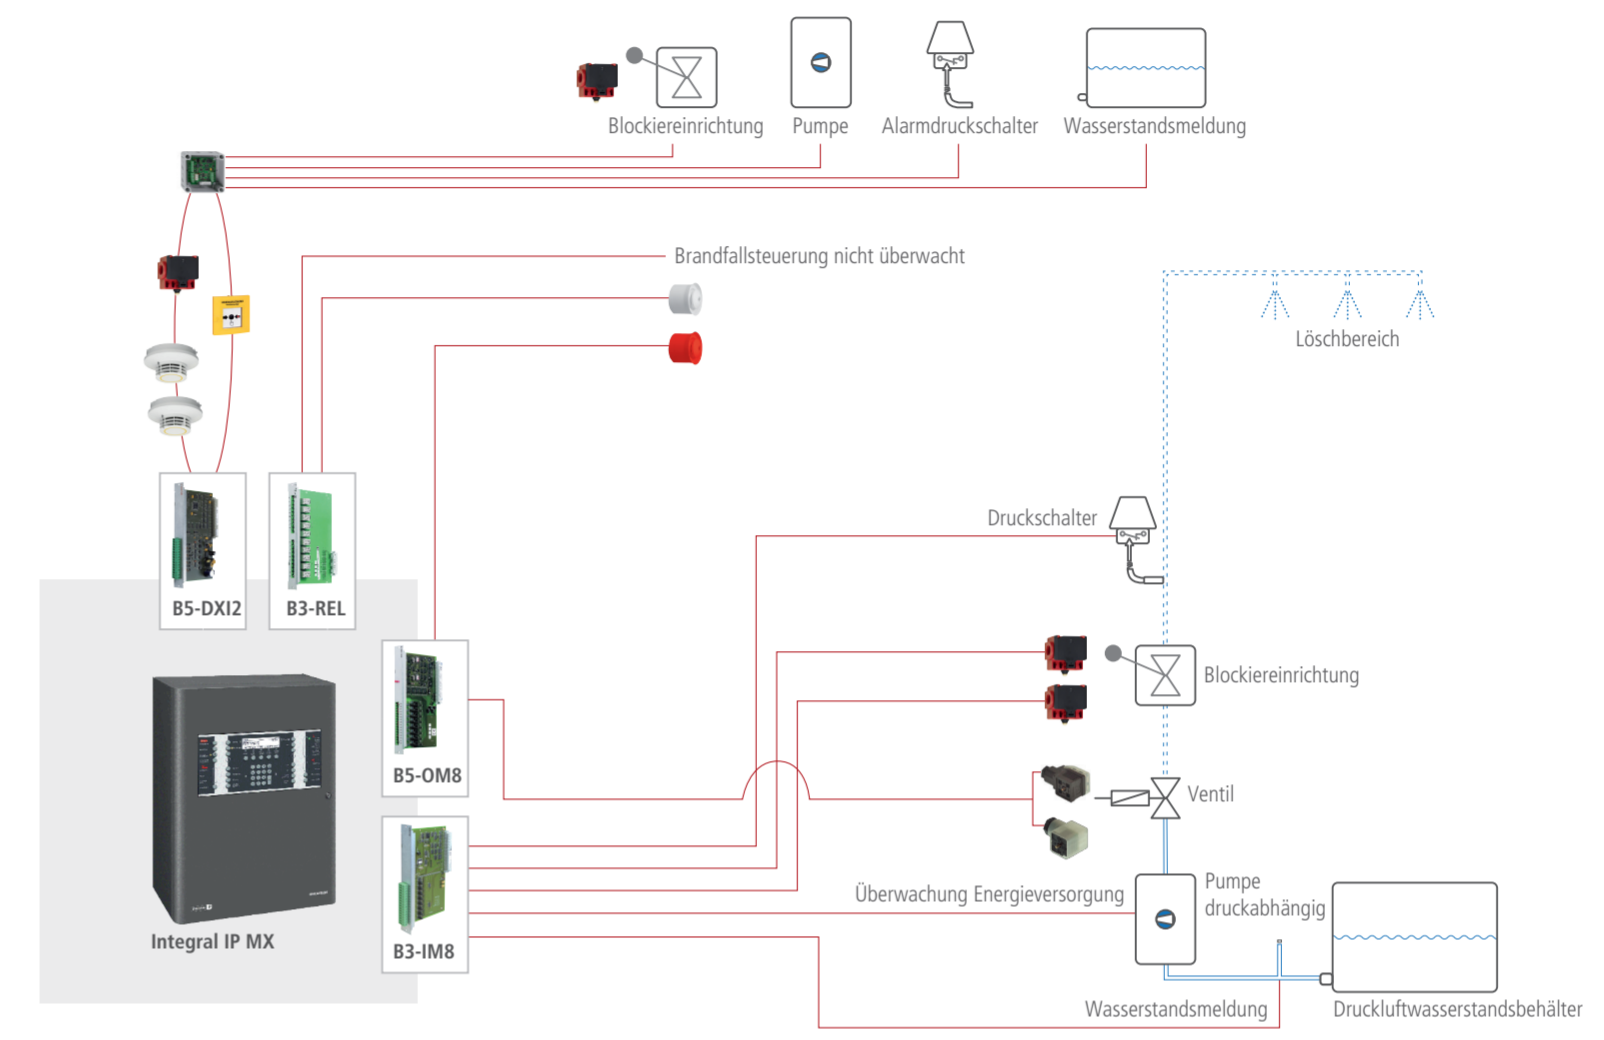 Blockiereinrichtung
Pumpe
Alarmdruckschalter
Wasserstandsmeldung
Brandfallsteuerung nicht überwacht
Löschbereich
Druckschalter
B5-DXI2
B3-REL
Blockiereinrichtung
B5-OM8
Ventil
Überwachung Energieversorgung
Pumpe
druckabhängig
Integral IP MX
B3-IM8
Wasserstandsmeldung
Druckluftwasserstandsbehälter